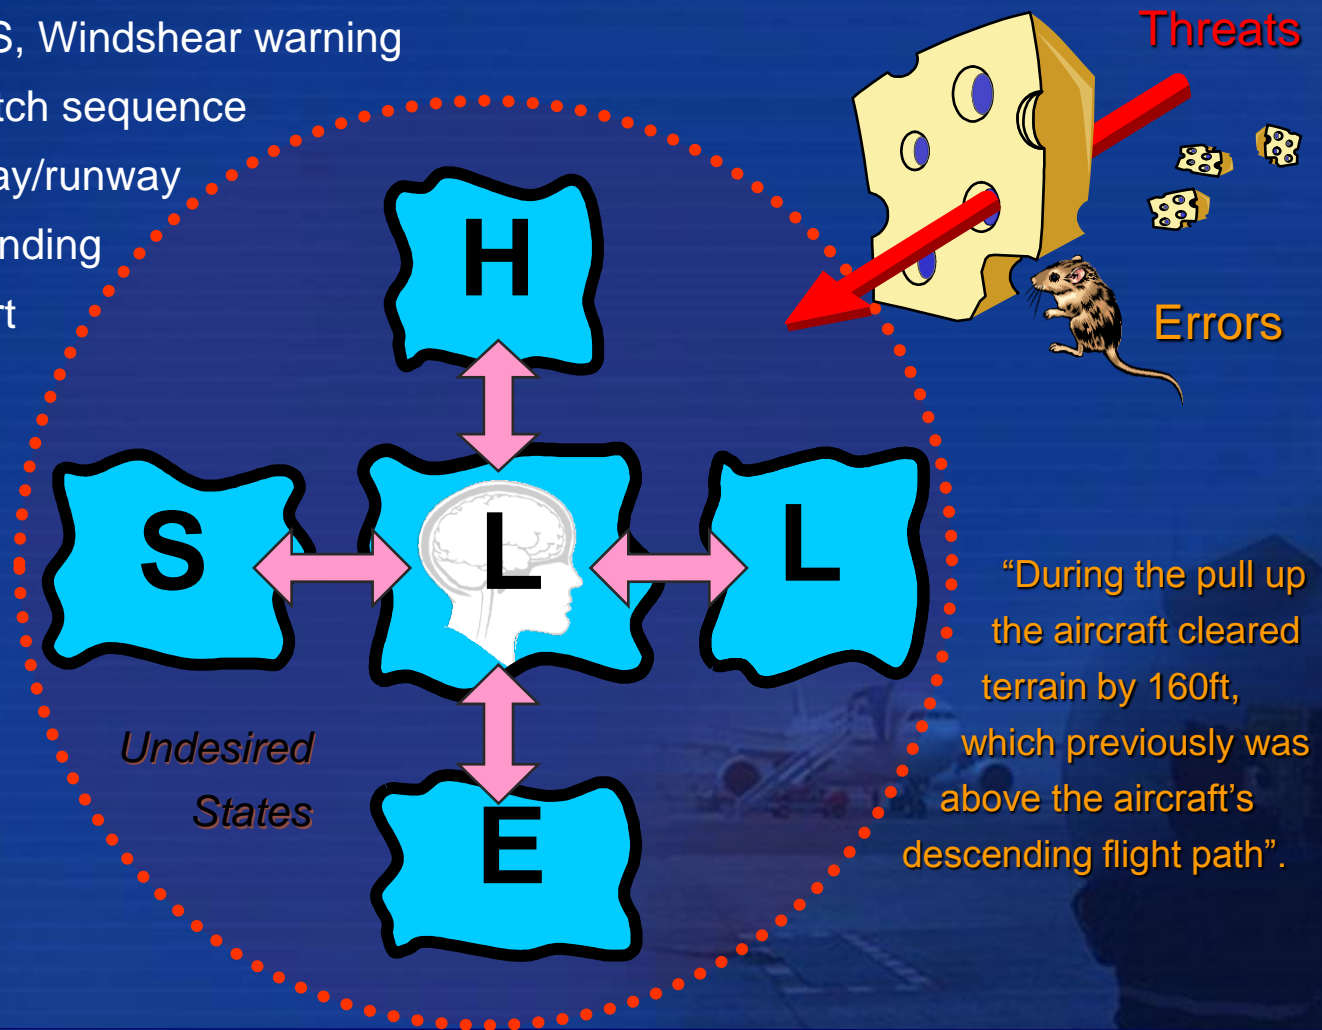 S, Windshear warning
tch sequence
ay/runway
nding
rt
Threats
Errors
H
S
L
L
E
Undesired
States
“During the pull up
the aircraft cleared
terrain by 160ft,
which previously was
above the aircraft’s
descending flight path”.